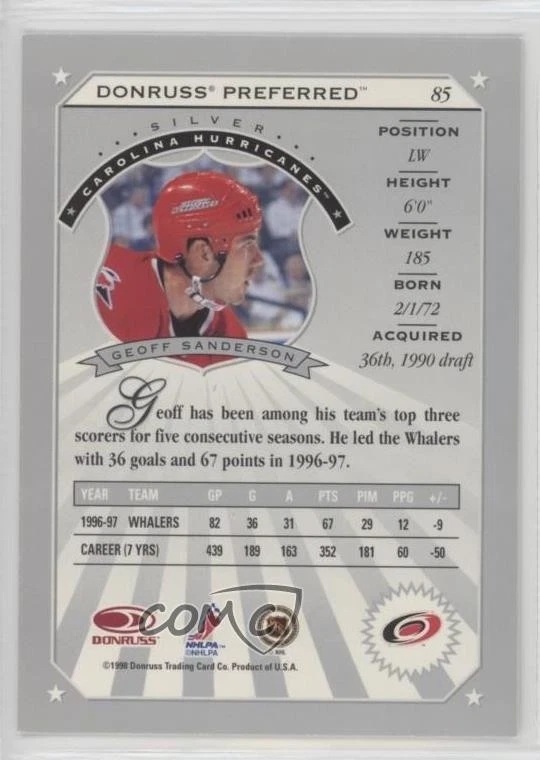 DONRUSS® PREFERRED™ 85
SILVER
CAROLINA HURRICANES™
POSITION
LW
HEIGHT
6'0"
WEIGHT
185
BORN
2/1/72
ACQUIRED
36th, 1990 draft
GEOFF SANDERSON
Geoff has been among his team's top three
scorers for five consecutive seasons. He led the Whalers
with 36 goals and 67 points in 1996-97.
YEAR TEAM GP G A PTS PIM PPG +/-
1996-97 WHALERS 82 36 31 67 29 12 -9
CAREER (7 YRS) 439 189 163 352 181 60 -50
COMC
DONRUSS
NHLPA™
©NHLPA
© NHL
©1998 Donruss Trading Card Co. Product of U.S.A.